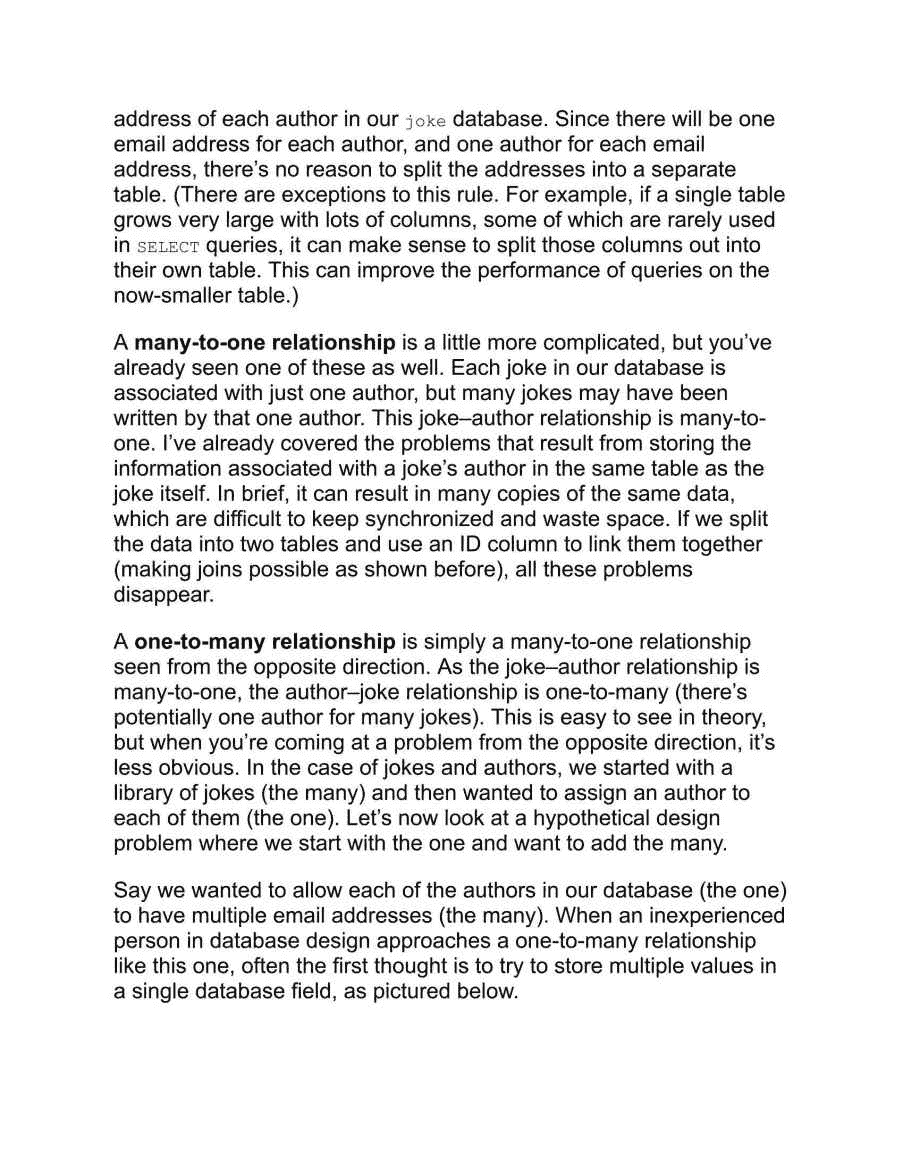 address of each author in our joke database. Since there will be one
email address for each author, and one author for each email
address, there’s no reason to split the addresses into a separate
table. (There are exceptions to this rule. For example, if a single table
grows very large with lots of columns, some of which are rarely used
in SELECT queries, it can make sense to split those columns out into
their own table. This can improve the performance of queries on the
now-smaller table.)
A many-to-one relationship is a little more complicated, but you’ve
already seen one of these as well. Each joke in our database is
associated with just one author, but many jokes may have been
written by that one author. This joke–author relationship is many-to-
one. I’ve already covered the problems that result from storing the
information associated with a joke’s author in the same table as the
joke itself. In brief, it can result in many copies of the same data,
which are difficult to keep synchronized and waste space. If we split
the data into two tables and use an ID column to link them together
(making joins possible as shown before), all these problems
disappear.
A one-to-many relationship is simply a many-to-one relationship
seen from the opposite direction. As the joke–author relationship is
many-to-one, the author–joke relationship is one-to-many (there’s
potentially one author for many jokes). This is easy to see in theory,
but when you’re coming at a problem from the opposite direction, it’s
less obvious. In the case of jokes and authors, we started with a
library of jokes (the many) and then wanted to assign an author to
each of them (the one). Let’s now look at a hypothetical design
problem where we start with the one and want to add the many.
Say we wanted to allow each of the authors in our database (the one)
to have multiple email addresses (the many). When an inexperienced
person in database design approaches a one-to-many relationship
like this one, often the first thought is to try to store multiple values in
a single database field, as pictured below.